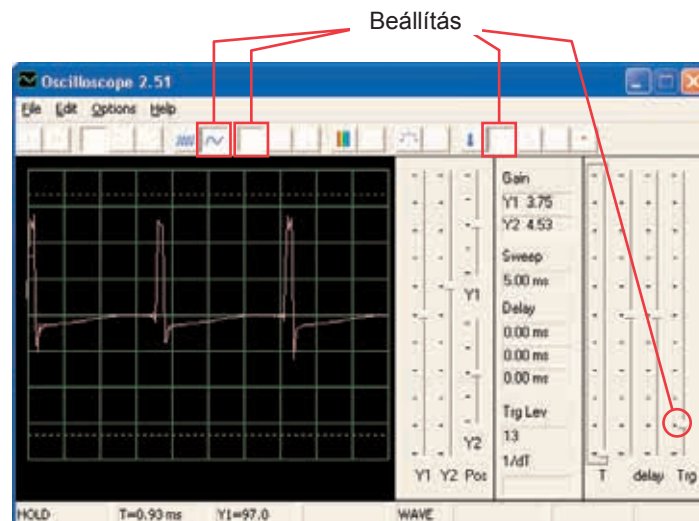 Beállítás
Oscilloscope 2.51
File Edit Options Help
Gain
Y1 3.75
Y2 4.53
Sweep
5.00 ms
Delay
0.00 ms
0.00 ms
0.00 ms
Trg Lev
13
1/dT
Y1
Y2
Y1 Y2 Pos
T delay Trg
HOLD T=0.93 ms Y1=97.0 WAVE